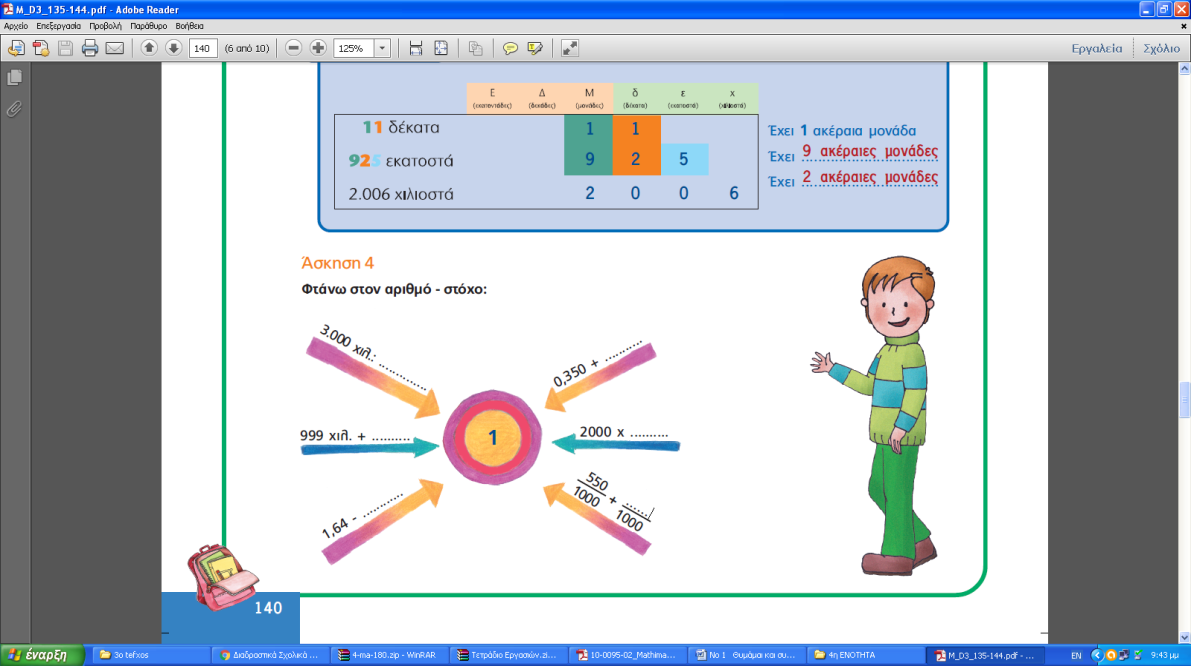 M_D3_135-144.pdf - Adobe Reader
Αρχείο Επεξεργασία Προβολή Παράθυρο Βοήθεια
140 (6 από 10) 125% Εργαλεία Σχόλιο
Ε Δ Μ δ ε χ
(εκατοντάδες) (δεκάδες) (μονάδες) (δέκατα) (εκατοστά) (χιλιοστά)
11 δέκατα 1 1 Έχει 1 ακέραια μονάδα
925 εκατοστά 9 2 5 Έχει 9 ακέραιες μονάδες
2.006 χιλιοστά 2 0 0 6 Έχει 2 ακέραιες μονάδες
Άσκηση 4
Φτάνω στον αριθμό - στόχο:
3.000 χιλ.: ............
0,350 + .........
999 χιλ. + .........
1
2000 x .........
1,64 - ..........
550/1000 + ....../1000
140
έναρξη 3ο tefxos Διαδραστικά Σχολικά ... 4-ma-180.zip - WinRAR Τετράδιο Εργασιών.zi... 10-0095-02_Mathima... No 1 Θυμάμαι και συ... 4η ΕΝΟΤΗΤΑ M_D3_135-144.pdf - ... EN 9:43 μμ